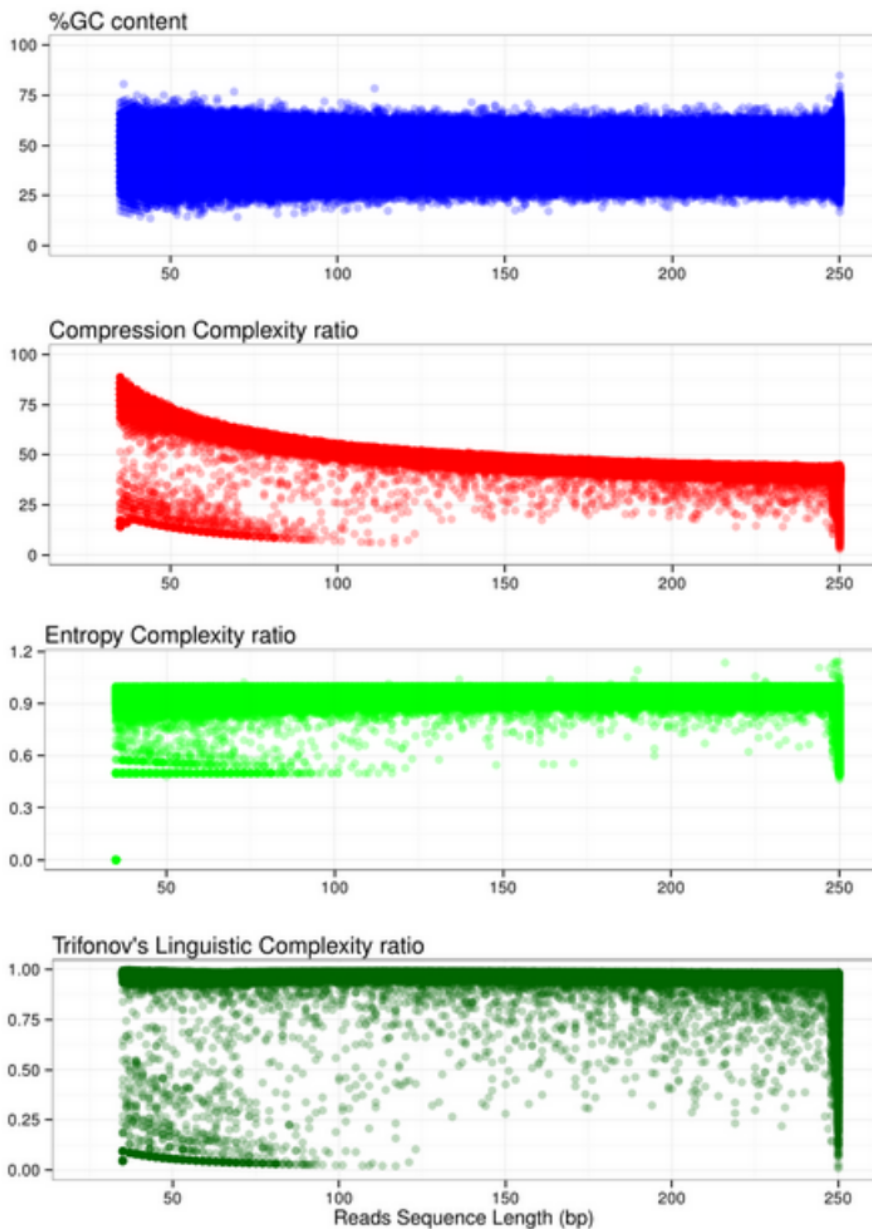 %GC content
100
75
50
25
0
50 100 150 200 250
Compression Complexity ratio
100
75
50
25
0
50 100 150 200 250
Entropy Complexity ratio
1.2
0.9
0.6
0.3
0.0
50 100 150 200 250
Trifonov's Linguistic Complexity ratio
1.00
0.75
0.50
0.25
0.00
50 100 150 200 250
Reads Sequence Length (bp)